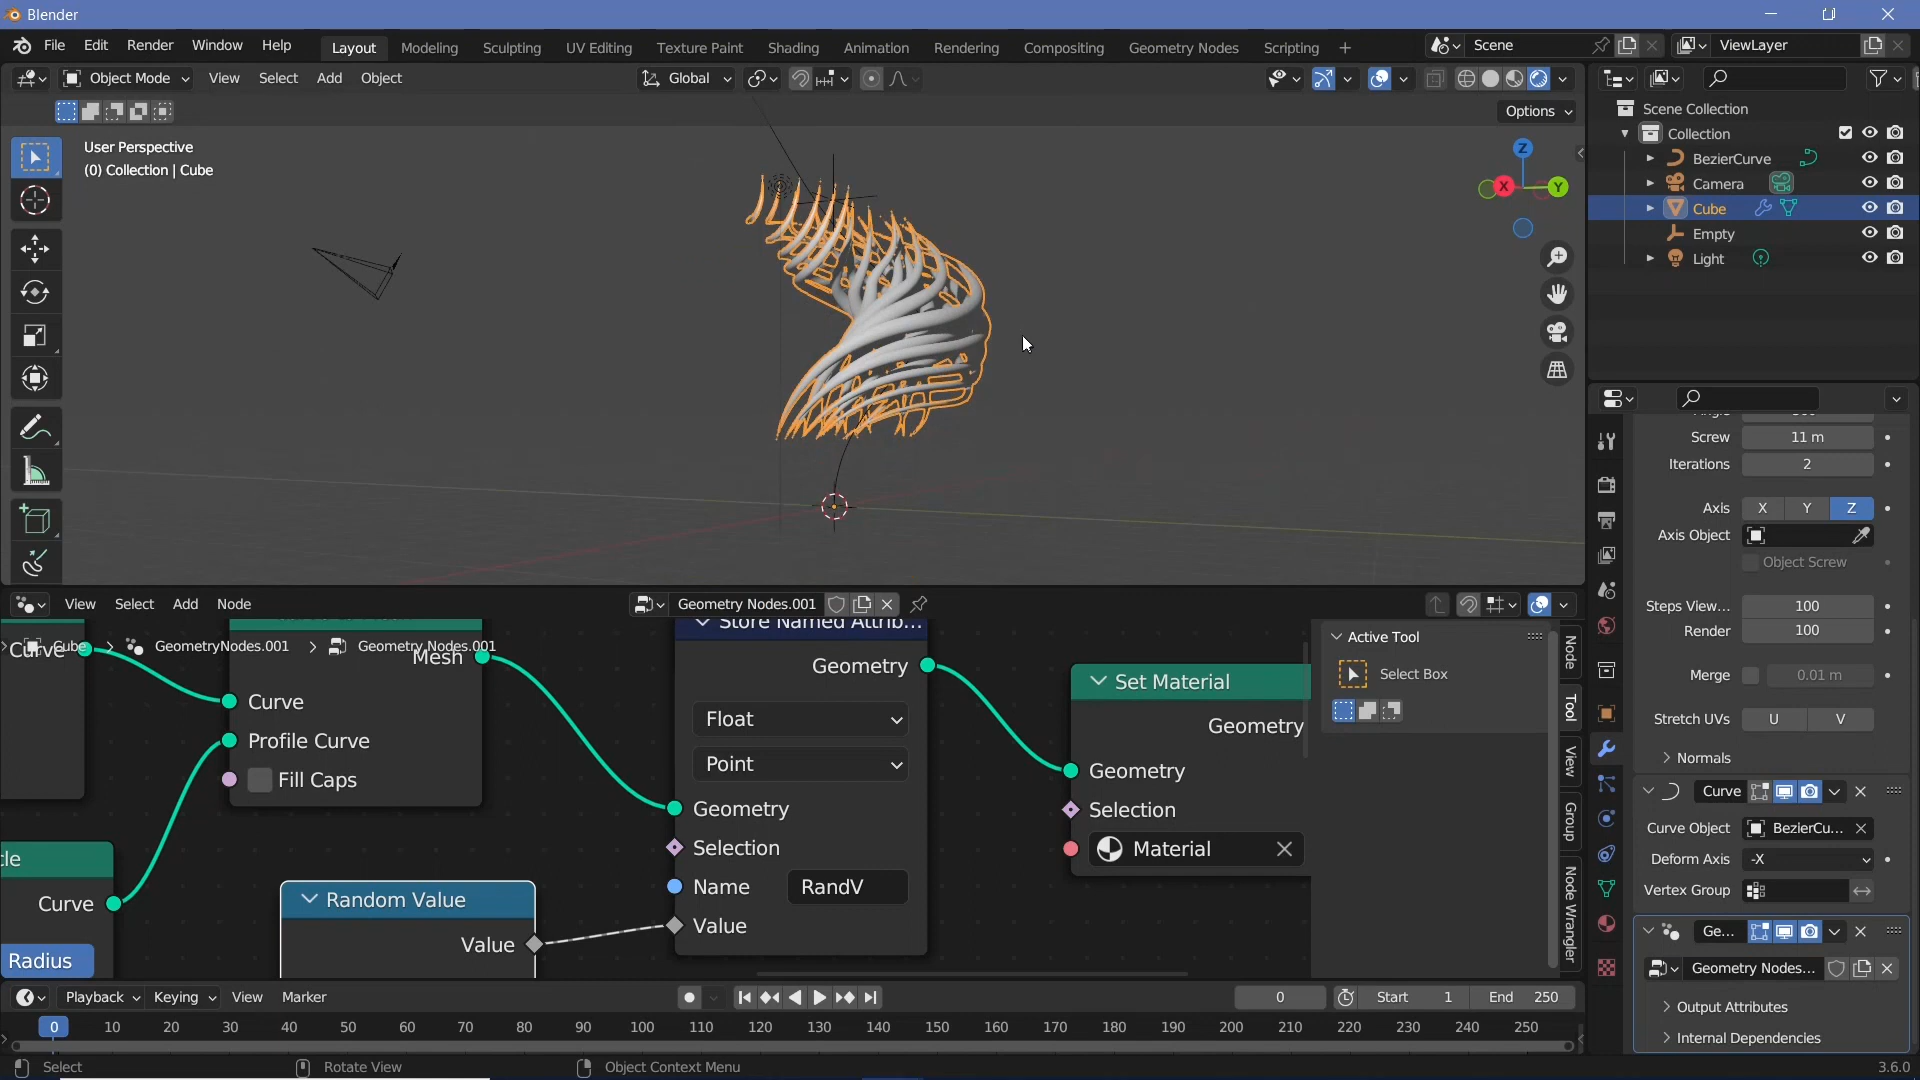 Blender
File Edit Render Window Help
Layout Modeling Sculpting UV Editing Texture Paint Shading Animation Rendering Compositing Geometry Nodes Scripting +
Scene
ViewLayer
Object Mode View Select Add Object
Global
Options
User Perspective
(0) Collection | Cube
Z
X
Y
Scene Collection
Collection
BezierCurve
Camera
Cube
Empty
Light
Screw 11 m
Iterations 2
Axis X Y Z
Axis Object
Object Screw
Steps View... 100
Render 100
Merge 0.01 m
Stretch UVs U V
Normals
Curve
Curve Object BezierCu...
Deform Axis -X
Vertex Group
Ge...
Geometry Nodes...
Output Attributes
Internal Dependencies
View Select Add Node
Geometry Nodes.001
Cube > GeometryNodes.001 > Geometry Nodes.001
Curve
Mesh
Curve
Profile Curve
Fill Caps
cle
Curve
Radius
Random Value
Value
Store Named Attrib...
Geometry
Float
Point
Geometry
Selection
Name RandV
Value
Set Material
Geometry
Geometry
Selection
Material
Active Tool
Select Box
Node
Tool
View
Group
Node Wrangler
Playback Keying View Marker
0
Start 1 End 250
0 10 20 30 40 50 60 70 80 90 100 110 120 130 140 150 160 170 180 190 200 210 220 230 240 250
Select Rotate View Object Context Menu
3.6.0